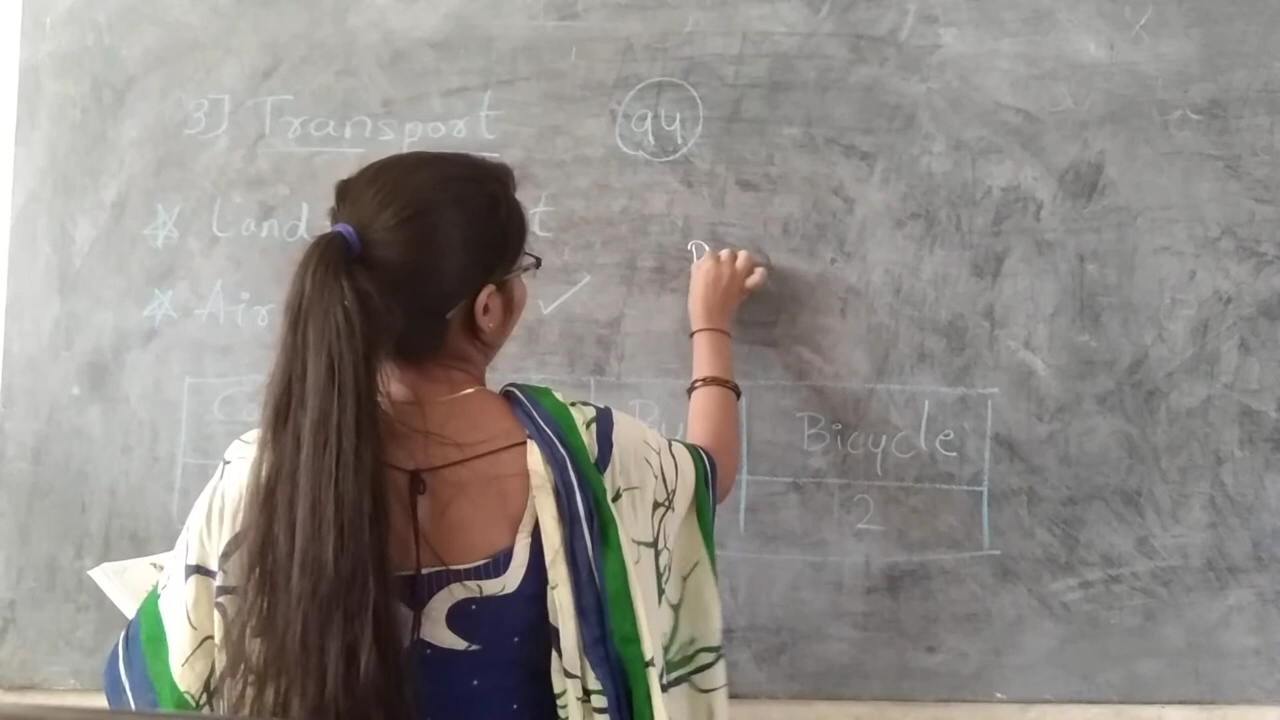 3] Transport 94
* Land
* Air ✓
Bicycle
2